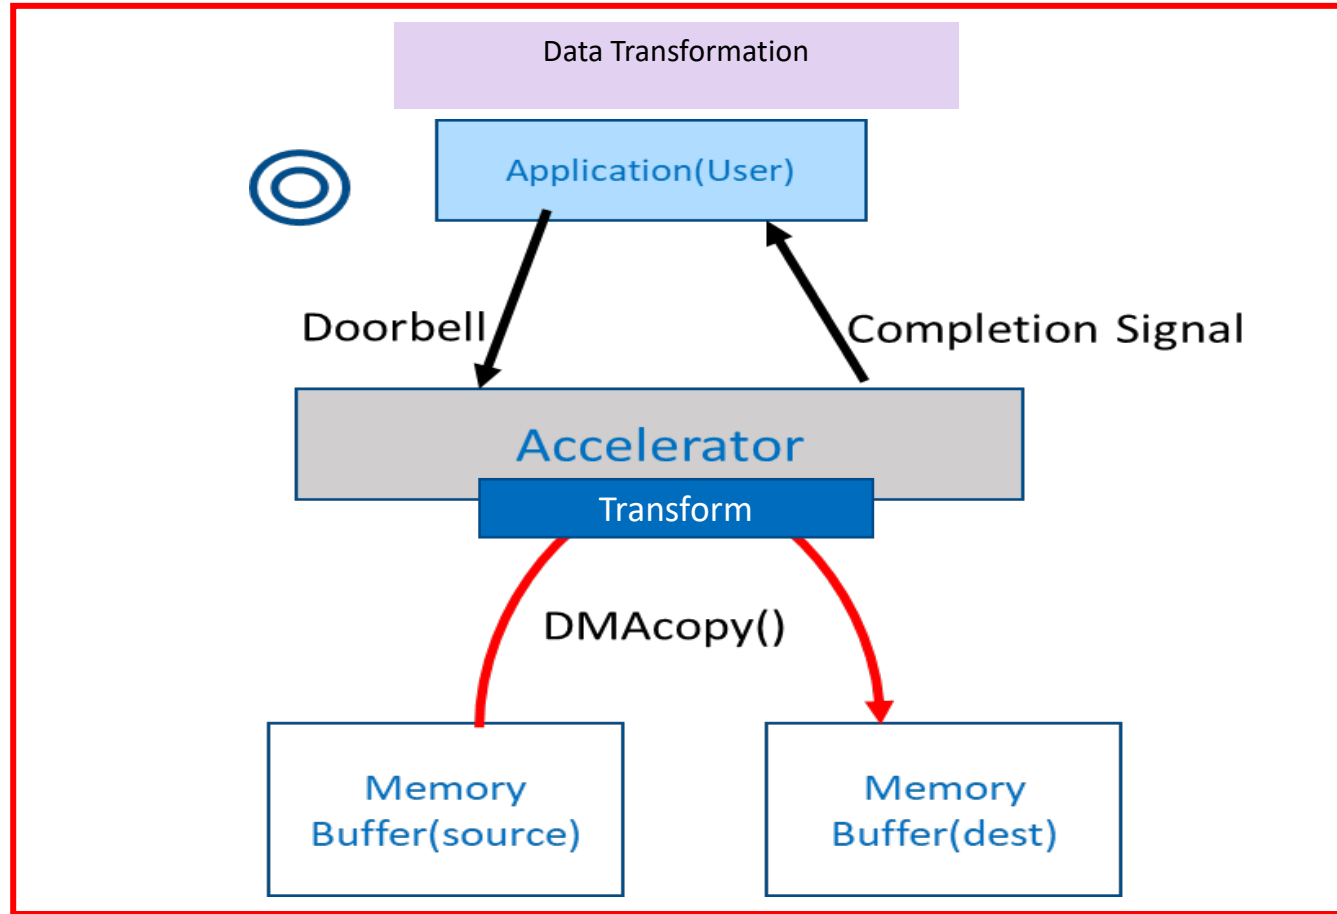 Data Transformation
Application(User)
Doorbell
Completion Signal
Accelerator
Transform
DMAcopy()
Memory
Buffer(source)
Memory
Buffer(dest)